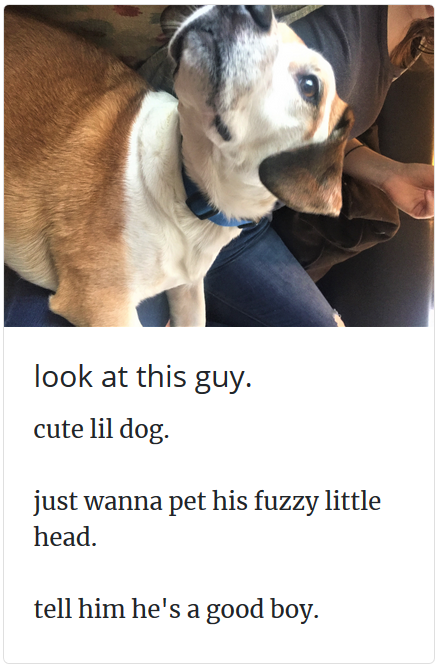 look at this guy.
cute lil dog.
just wanna pet his fuzzy little
head.
tell him he's a good boy.